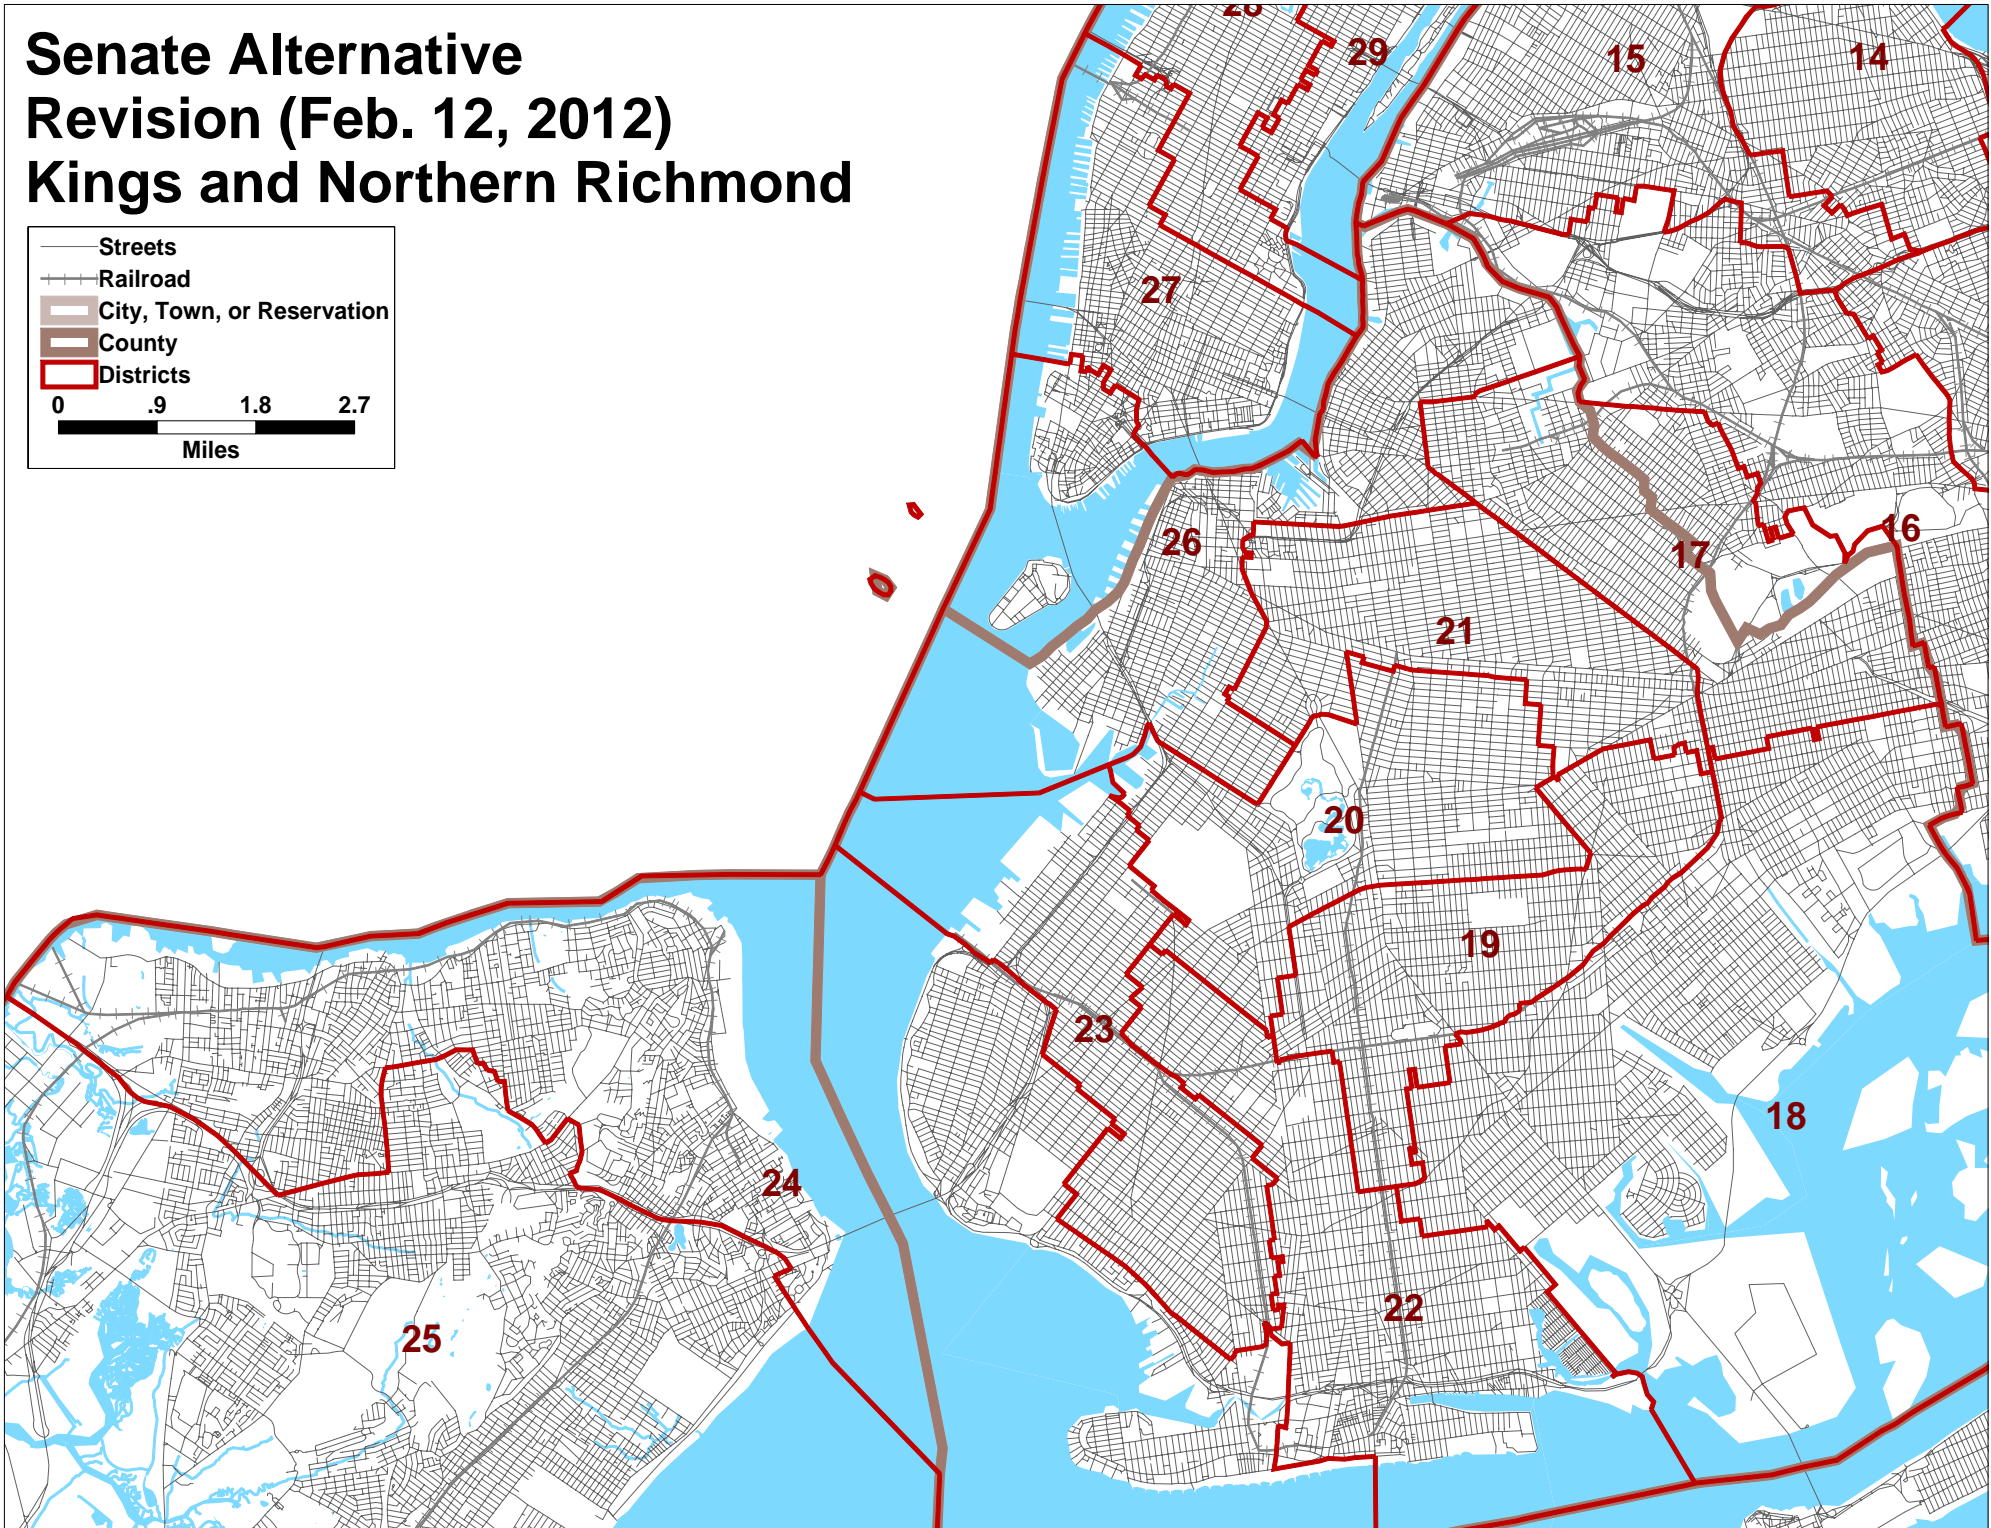 Senate Alternative
Revision (Feb. 12, 2012)
Kings and Northern Richmond
Streets
Railroad
City, Town, or Reservation
County
Districts
0 .9 1.8 2.7
Miles
28
29
15
14
27
26
16
17
21
20
19
23
18
24
22
25